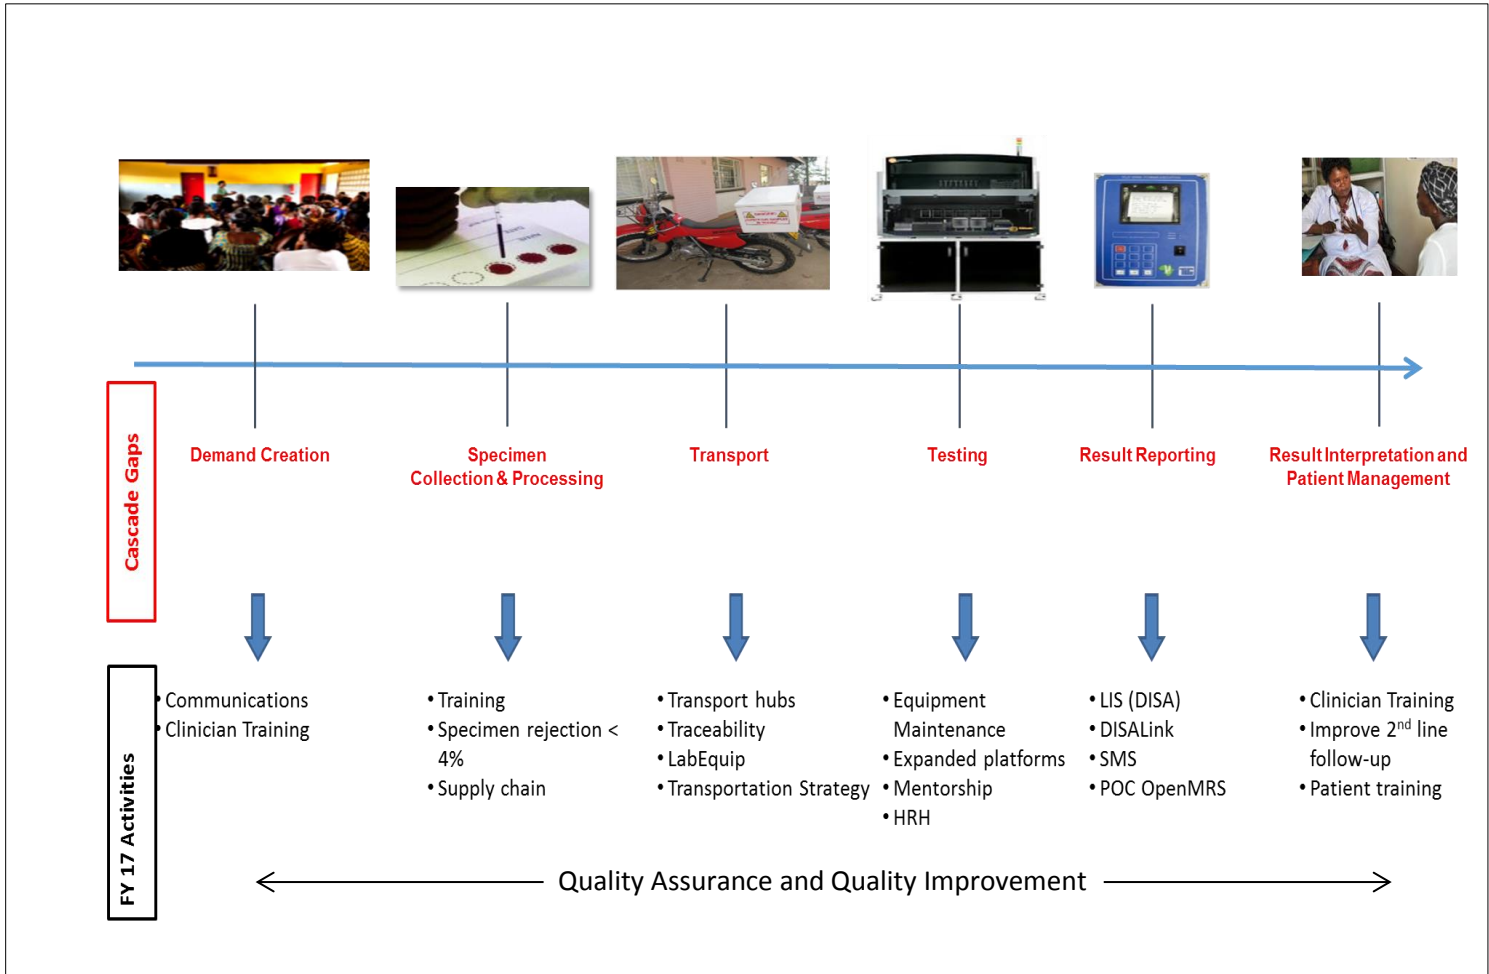 Cascade Gaps
Demand Creation
Specimen
Collection & Processing
Transport
Testing
Result Reporting
Result Interpretation and
Patient Management
FY 17 Activities
• Communications
• Clinician Training
• Training
• Specimen rejection <
4%
• Supply chain
• Transport hubs
• Traceability
• LabEquip
• Transportation Strategy
• Equipment
Maintenance
• Expanded platforms
• Mentorship
• HRH
• LIS (DISA)
• DISALink
• SMS
• POC OpenMRS
• Clinician Training
• Improve 2nd line
follow-up
• Patient training
Quality Assurance and Quality Improvement